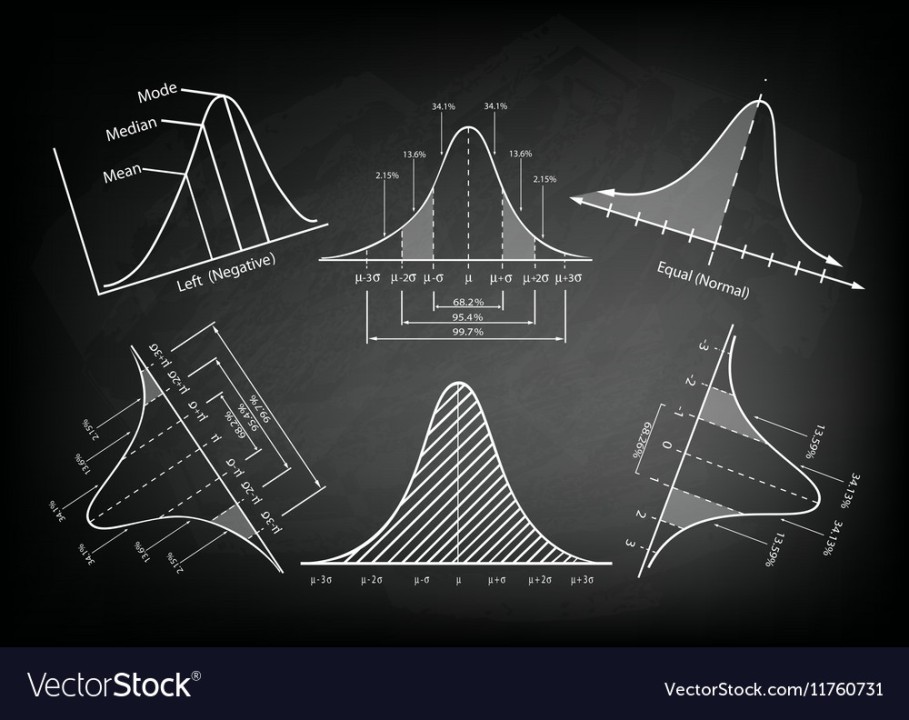 Mode
Median
Mean
Left (Negative)
34.1% 34.1%
13.6% 13.6%
2.15% 2.15%
μ-3σ μ-2σ μ-σ μ μ+σ μ+2σ μ+3σ
68.2%
95.4%
99.7%
Equal (Normal)
μ+3σ
μ+2σ
μ+σ
μ
μ-σ
μ-2σ
μ-3σ
68.2%
95.4%
99.7%
2.15%
13.6%
34.1%
34.1%
13.6%
2.15%
μ-3σ μ-2σ μ-σ μ μ+σ μ+2σ μ+3σ
-3
-2
-1
0
1
2
3
68.26%
13.59%
34.13%
34.13%
13.59%
VectorStock®
VectorStock.com/11760731